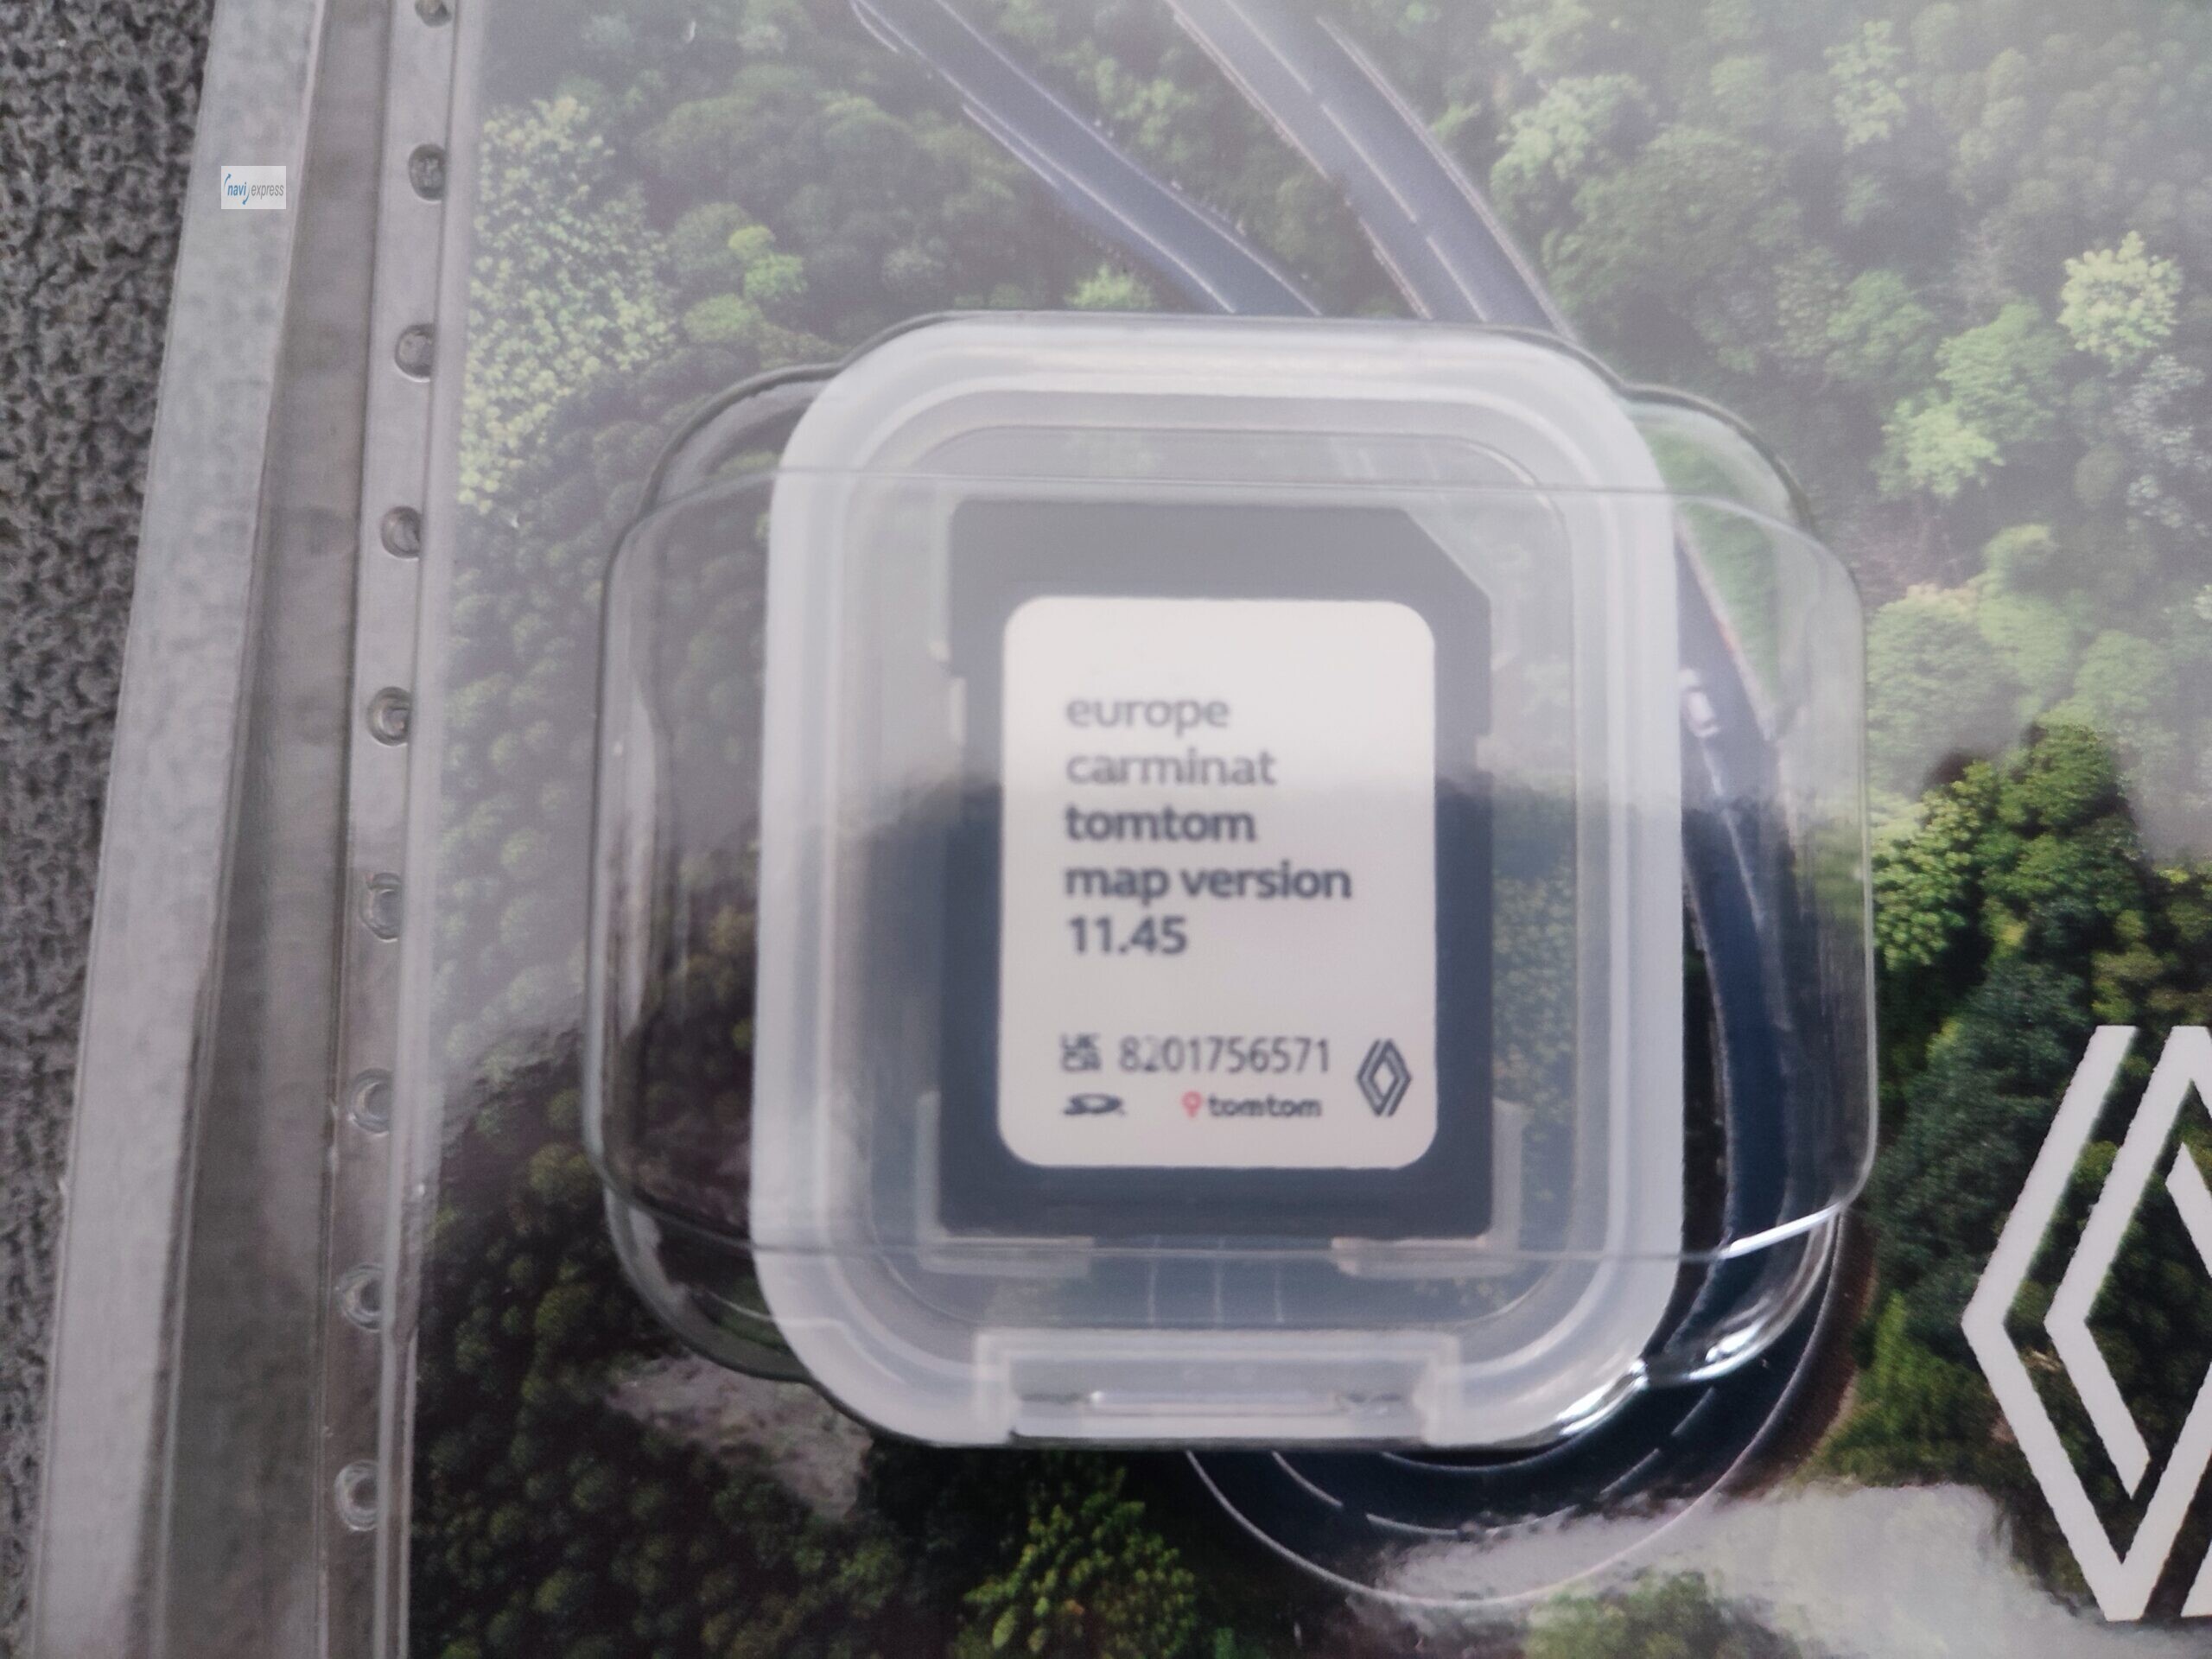 navi express
europe
carminat
tomtom
map version
11.45
UK CA 8201756571
SD tomtom